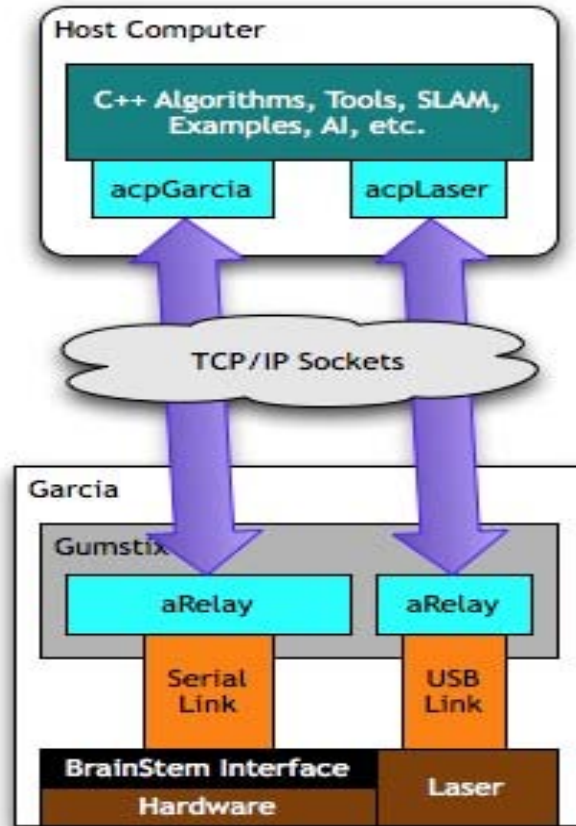 Host Computer
C++ Algorithms, Tools, SLAM,
Examples, AI, etc.
acpGarcia
acpLaser
TCP/IP Sockets
Garcia
Gumstix
aRelay
aRelay
Serial
Link
USB
Link
BrainStem Interface
Hardware
Laser